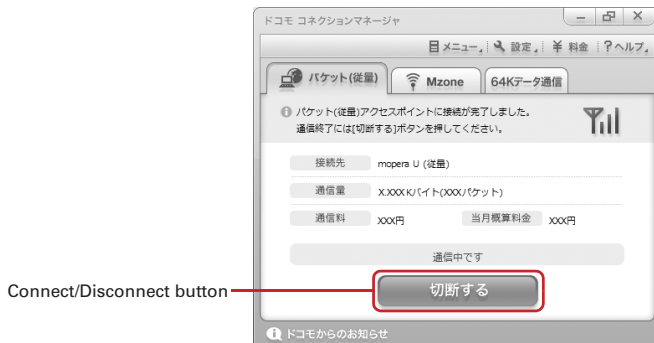 ドコモ コネクションマネージャ
メニュー 設定 ¥ 料金 ?ヘルプ
パケット(従量) Mzone 64Kデータ通信
パケット(従量)アクセスポイントに接続が完了しました。
通信終了には[切断する]ボタンを押してください。
接続先 mopera U (従量)
通信量 X.XXX Kバイト(XXXパケット)
通信料 XXX円 当月概算料金 XXX円
通信中です
Connect/Disconnect button 切断する
ドコモからのお知らせ